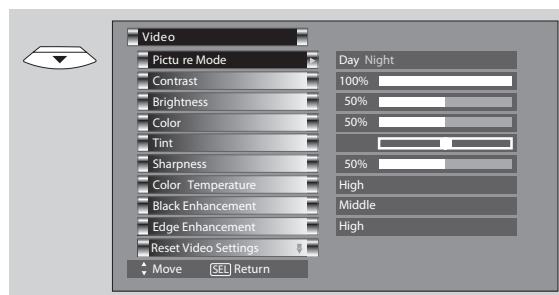 Video
Pictu re Mode Day Night
Contrast 100%
Brightness 50%
Color 50%
Tint
Sharpness 50%
Color Temperature High
Black Enhancement Middle
Edge Enhancement High
Reset Video Settings
Move SEL Return